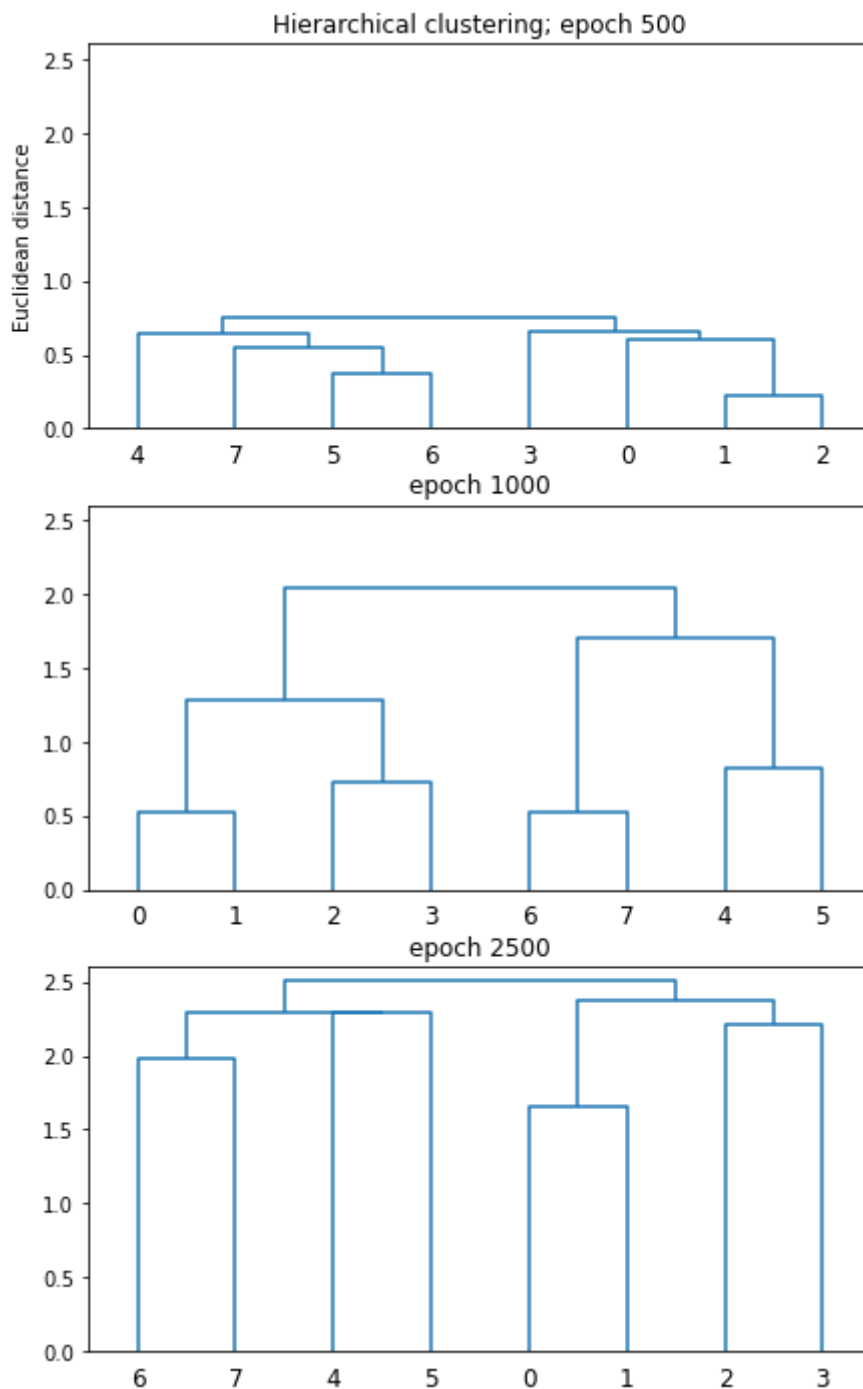 Hierarchical clustering; epoch 500
Euclidean distance
2.5
2.0
1.5
1.0
0.5
0.0
4 7 5 6 3 0 1 2
epoch 1000
2.5
2.0
1.5
1.0
0.5
0.0
0 1 2 3 6 7 4 5
epoch 2500
2.5
2.0
1.5
1.0
0.5
0.0
6 7 4 5 0 1 2 3